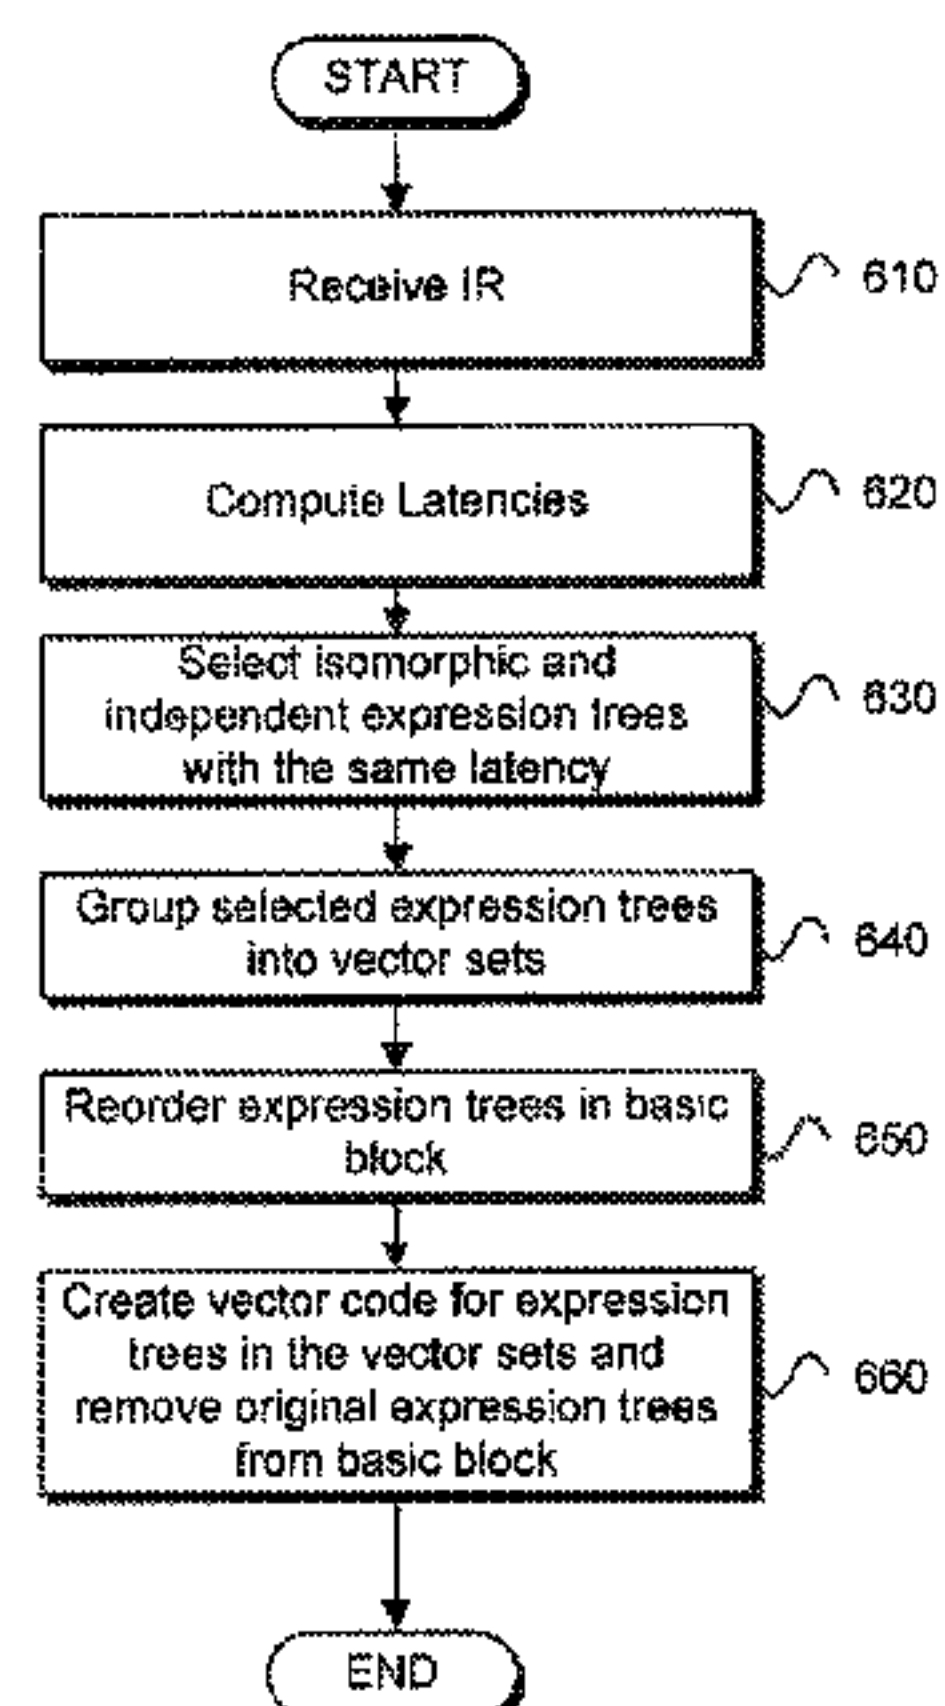 START
Receive IR
610
Compute Latencies
620
Select isomorphic and
independent expression trees
with the same latency
630
Group selected expression trees
into vector sets
640
Reorder expression trees in basic
block
650
Create vector code for expression
trees in the vector sets and
remove original expression trees
from basic block
660
END